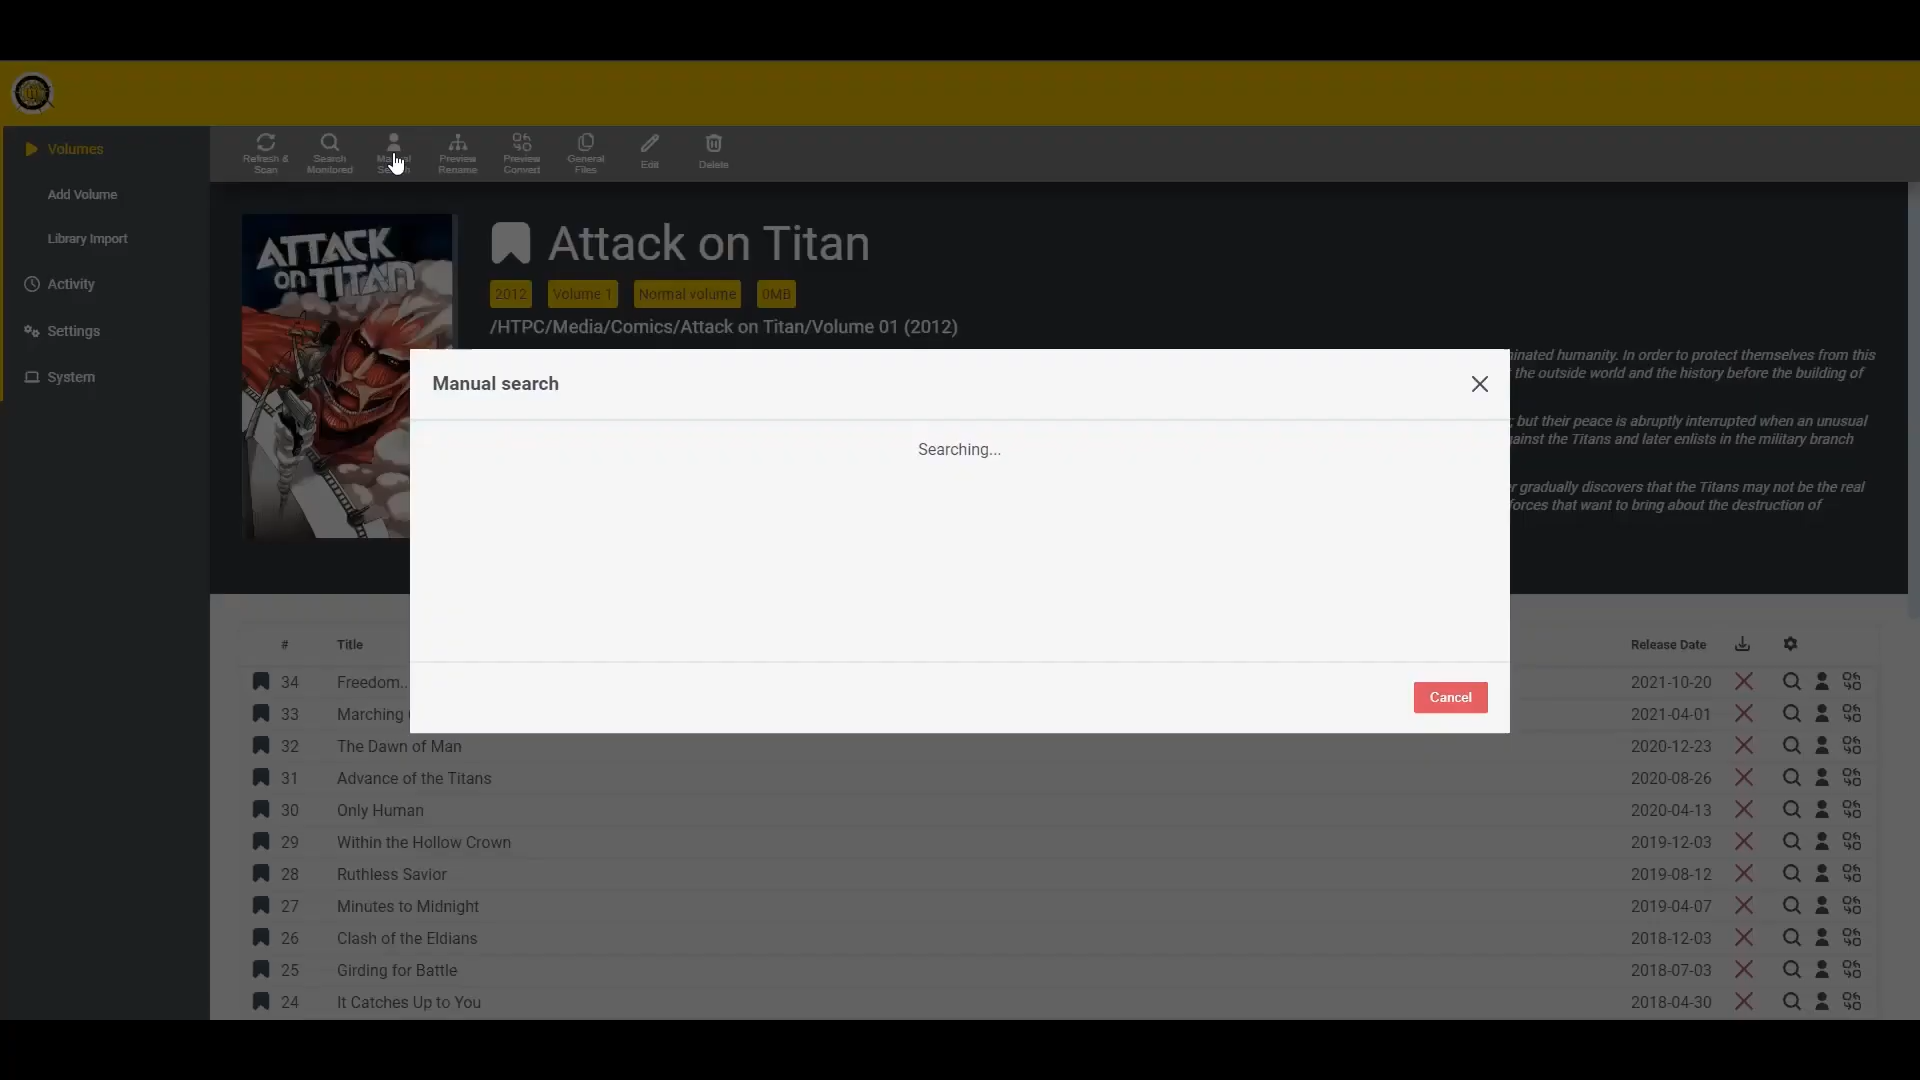 Volumes
Add Volume
Library Import
Activity
Settings
System
Refresh & Scan
Search Monitored
Preview Rename
Preview Convert
General Files
Edit
Delete
ATTACK
on TITAN
Attack on Titan
2012 Volume 1 Normal volume 0MB
/HTPC/Media/Comics/Attack on Titan/Volume 01 (2012)
humanity. In order to protect themselves from this
the outside world and the history before the building of
but their peace is abruptly interrupted when an unusual
the Titans and later enlists in the military branch
gradually discovers that the Titans may not be the real
forces that want to bring about the destruction of
Manual search
Searching...
Cancel
# Title Release Date
34 Freedom.. 2021-10-20
33 Marching 2021-04-01
32 The Dawn of Man 2020-12-23
31 Advance of the Titans 2020-08-26
30 Only Human 2020-04-13
29 Within the Hollow Crown 2019-12-03
28 Ruthless Savior 2019-08-12
27 Minutes to Midnight 2019-04-07
26 Clash of the Eldians 2018-12-03
25 Girding for Battle 2018-07-03
24 It Catches Up to You 2018-04-30